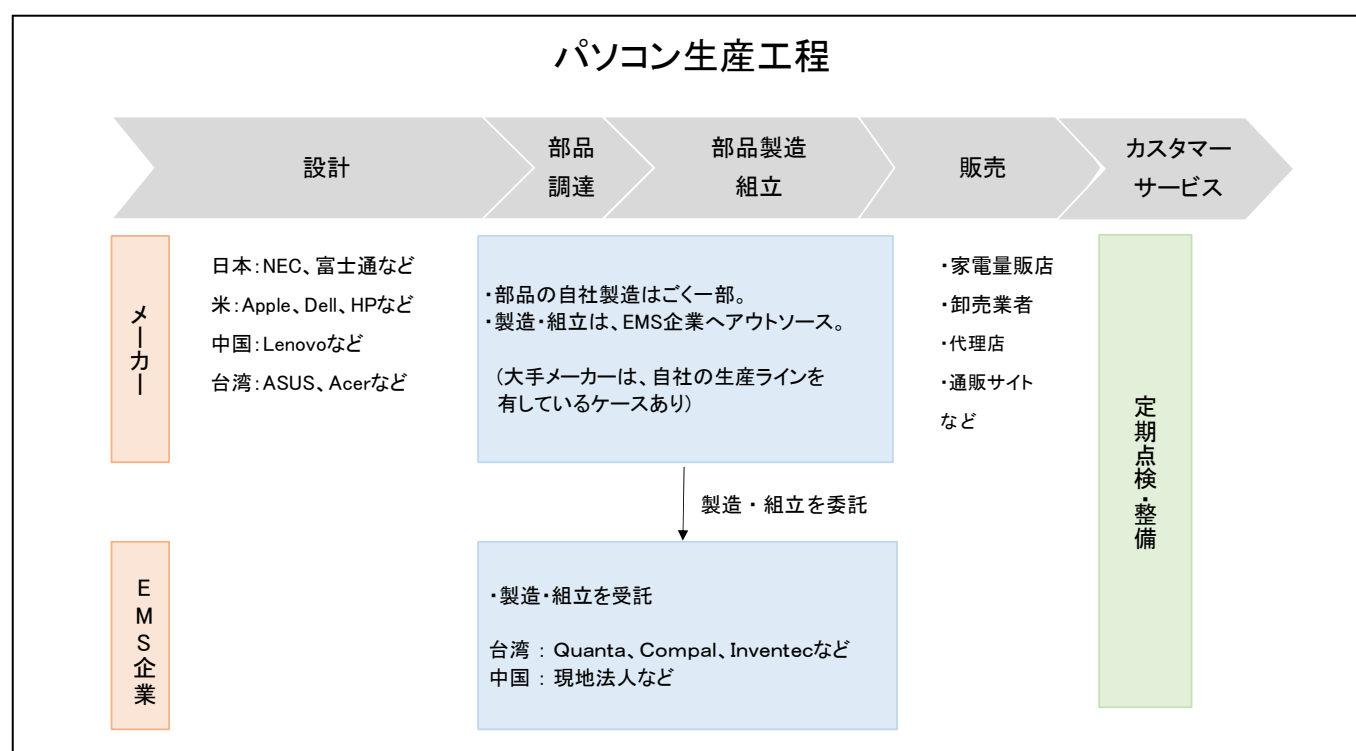 パソコン生産工程
設計
部品
調達
部品製造
組立
販売
カスタマー
サービス
メーカー
日本：NEC、富士通など
米：Apple、Dell、HPなど
中国：Lenovoなど
台湾：ASUS、Acerなど
・部品の自社製造はごく一部。
・製造・組立は、EMS企業へアウトソース。
（大手メーカーは、自社の生産ラインを
有しているケースあり）
・家電量販店
・卸売業者
・代理店
・通販サイト
など
定期点検・整備
製造・組立を委託
EMS企業
・製造・組立を受託
台湾：Quanta、Compal、Inventecなど
中国：現地法人など